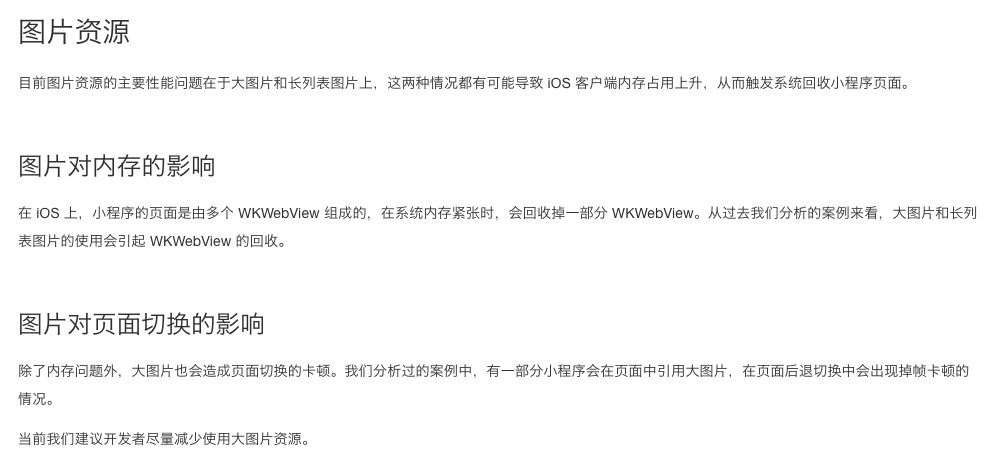 图片资源
目前图片资源的主要性能问题在于大图片和长列表图片上，这两种情况都有可能导致 iOS 客户端内存占用上升，从而触发系统回收小程序页面。
图片对内存的影响
在 iOS 上，小程序的页面是由多个 WKWebView 组成的，在系统内存紧张时，会回收掉一部分 WKWebView。从过去我们分析的案例来看，大图片和长列
表图片的使用会引起 WKWebView 的回收。
图片对页面切换的影响
除了内存问题外，大图片也会造成页面切换的卡顿。我们分析过的案例中，有一部分小程序会在页面中引用大图片，在页面后退切换中会出现掉帧卡顿的
情况。
当前我们建议开发者尽量减少使用大图片资源。